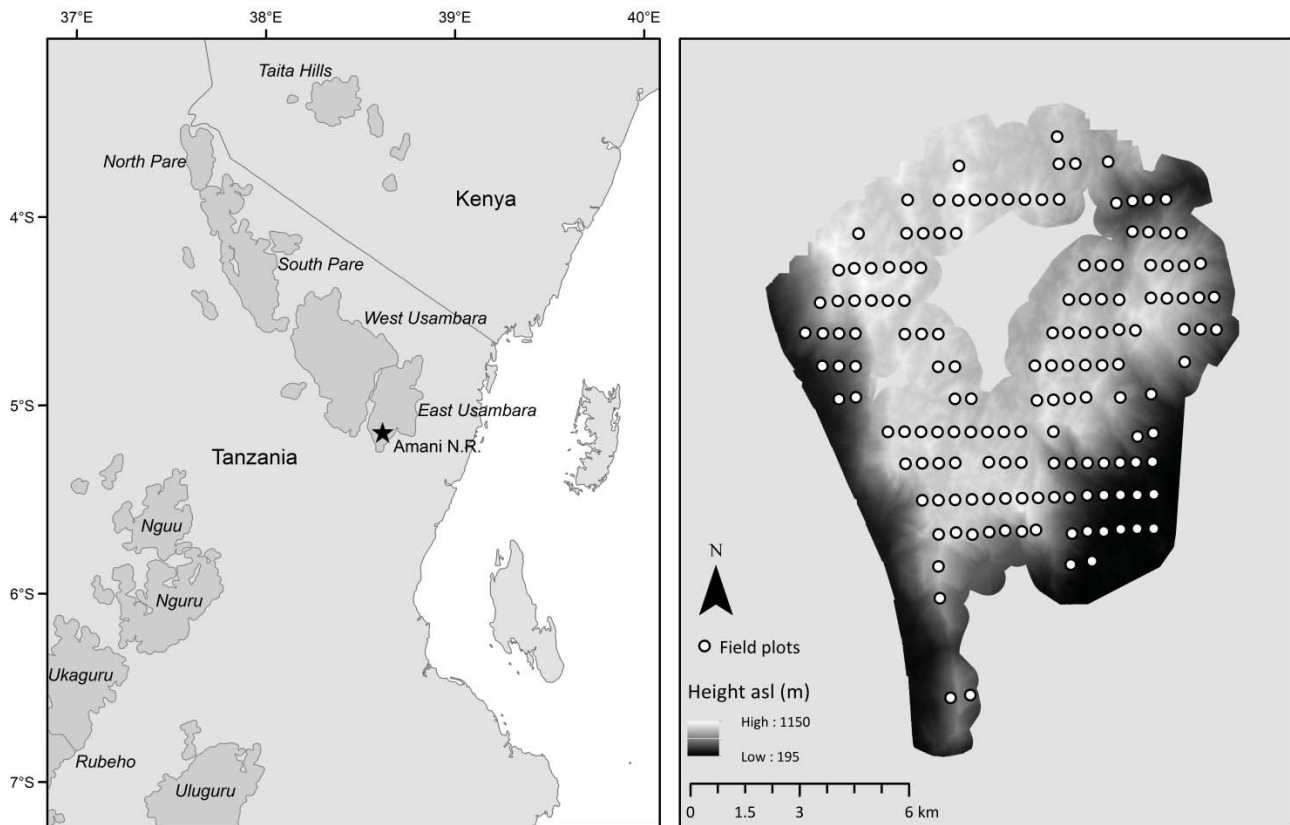 37°E
38°E
39°E
40°E
4°S
5°S
6°S
7°S
Taita Hills
North Pare
Kenya
South Pare
West Usambara
East Usambara
Amani N.R.
Tanzania
Nguu
Nguru
Ukaguru
Rubeho
Uluguru
N
Field plots
Height asl (m)
High : 1150
Low : 195
0 1.5 3 6 km